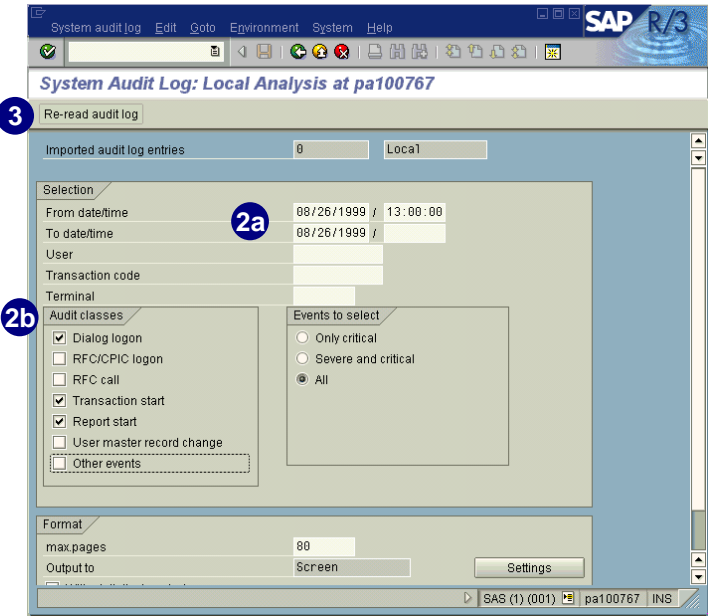 System audit log Edit Goto Environment System Help
SAP R/3
System Audit Log: Local Analysis at pa100767
3
Re-read audit log
Imported audit log entries 0 Local
Selection
From date/time 08/26/1999 / 13:00:00
2a
To date/time 08/26/1999 /
User
Transaction code
Terminal
2b
Audit classes Events to select
Dialog logon Only critical
RFC/CPIC logon Severe and critical
RFC call All
Transaction start
Report start
User master record change
Other events
Format
max.pages 80
Output to Screen Settings
SAS (1) (001) pa100767 INS